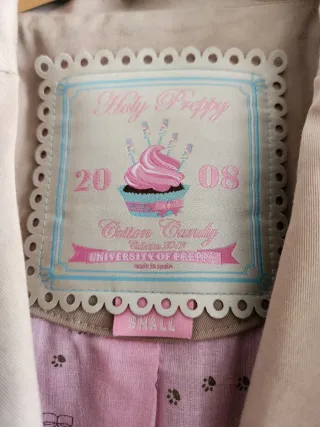 Holy Preppy
20 08
Cotton Candy
UNIVERSITY OF PREPPY
SMALL